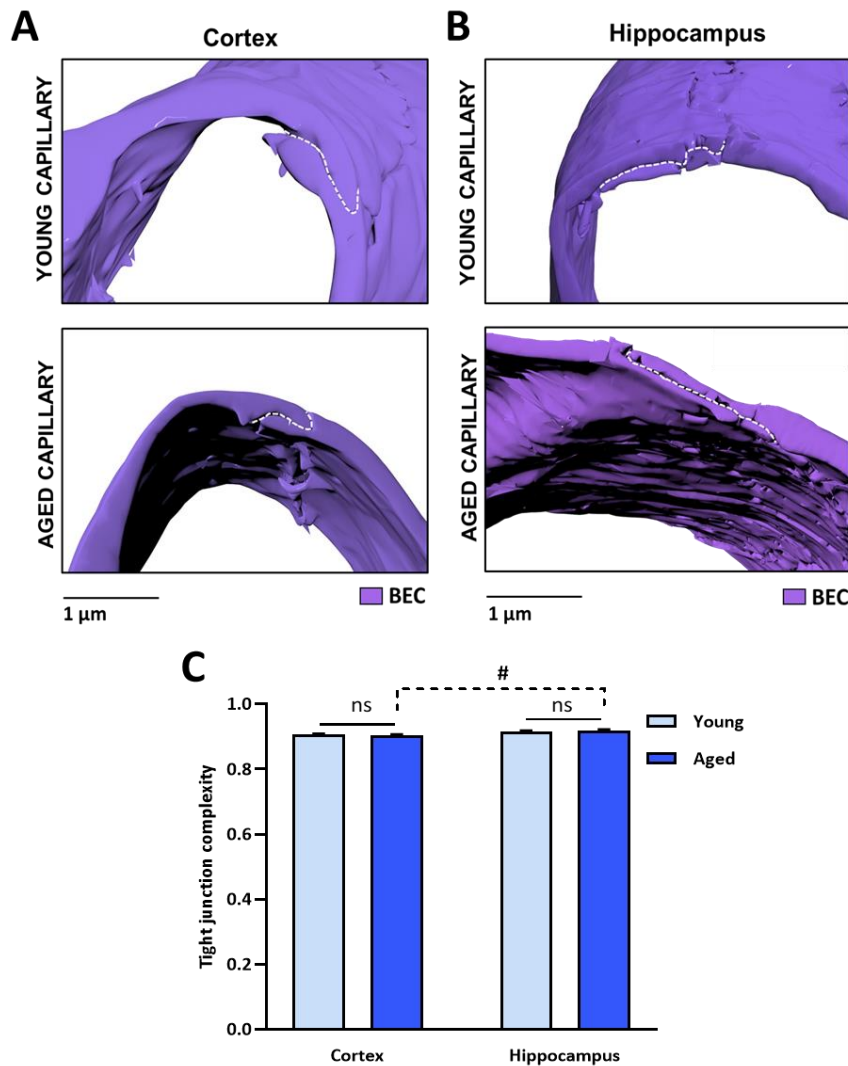 A
Cortex
B
Hippocampus
YOUNG CAPILLARY
YOUNG CAPILLARY
AGED CAPILLARY
AGED CAPILLARY
1 µm
BEC
1 µm
BEC
C
#
ns
ns
Young
Aged
Tight junction complexity
1.0
0.8
0.6
0.4
0.2
0.0
Cortex
Hippocampus